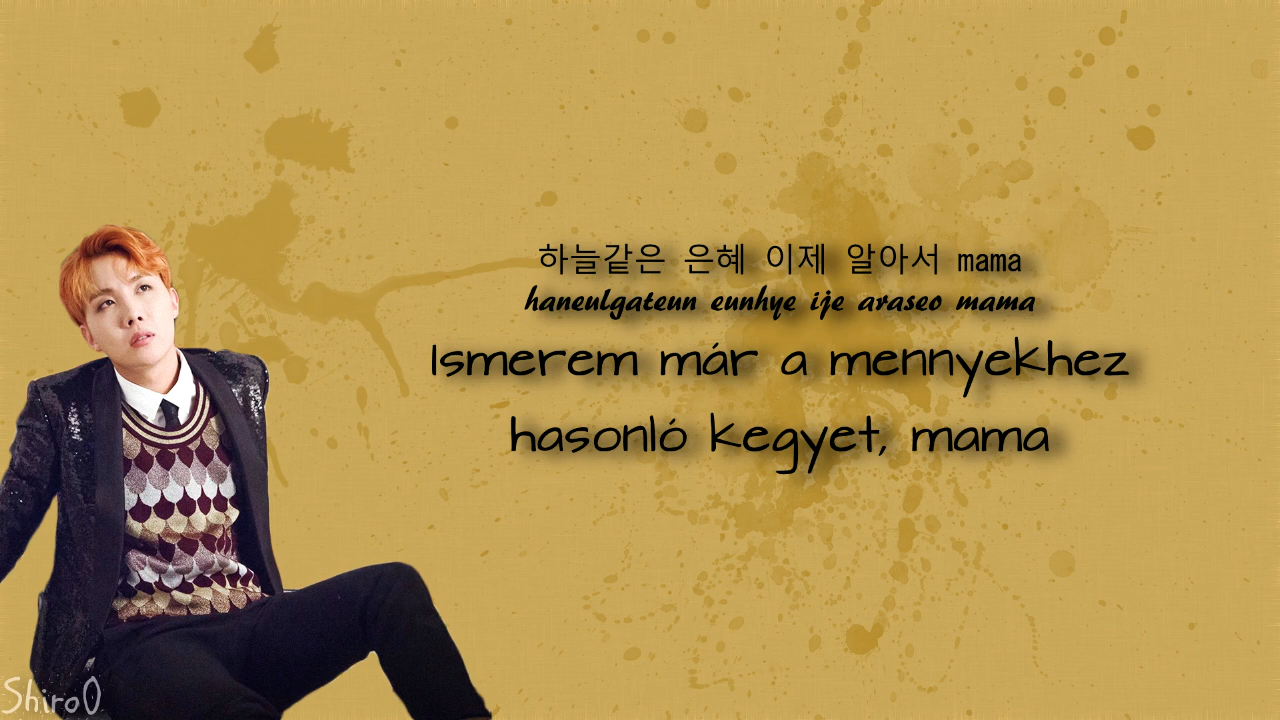 하늘같은 은혜 이제 알아서 mama
haneulgateun eunhye ije araseo mama
Ismerem már a mennyekhez
hasonló kegyet, mama
Shiro0